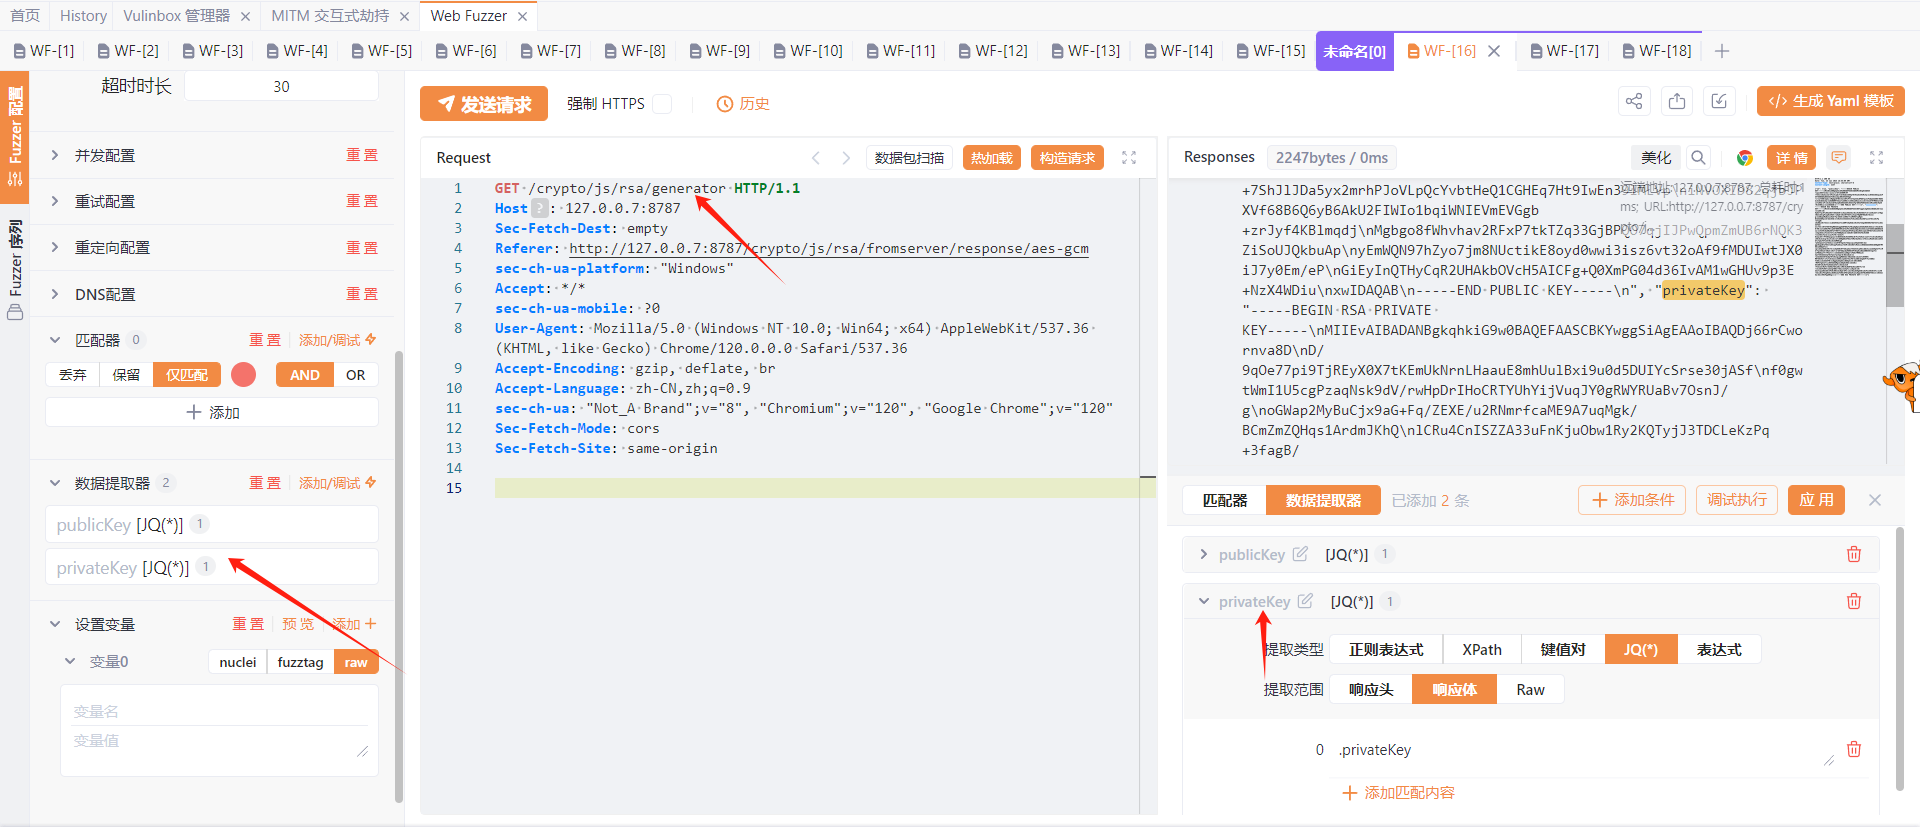 首页 History Vulinbox 管理器 MITM 交互式劫持 Web Fuzzer
WF-[1] WF-[2] WF-[3] WF-[4] WF-[5] WF-[6] WF-[7] WF-[8] WF-[9] WF-[10] WF-[11] WF-[12] WF-[13] WF-[14] WF-[15] 未命名[0] WF-[16] WF-[17] WF-[18]
Fuzzer 配置
Fuzzer 序列
超时时长 30
并发配置 重置
重试配置 重置
重定向配置 重置
DNS配置 重置
匹配器 0 重置 添加/调试
丢弃 保留 仅匹配 AND OR
添加
数据提取器 2 重置 添加/调试
publicKey [JQ(*)] 1
privateKey [JQ(*)] 1
设置变量 重置 预览 添加
变量0 nuclei fuzztag raw
变量名
变量值
发送请求 强制 HTTPS 历史
</> 生成 Yaml 模板
Request 数据包扫描 热加载 构造请求
1 GET /crypto/js/rsa/generator HTTP/1.1
2 Host ? : 127.0.0.7:8787
3 Sec-Fetch-Dest: empty
4 Referer: http://127.0.0.7:8787/crypto/js/rsa/fromserver/response/aes-gcm
5 sec-ch-ua-platform: "Windows"
6 Accept: */*
7 sec-ch-ua-mobile: ?0
8 User-Agent: Mozilla/5.0 (Windows NT 10.0; Win64; x64) AppleWebKit/537.36
(KHTML, like Gecko) Chrome/120.0.0.0 Safari/537.36
9 Accept-Encoding: gzip, deflate, br
10 Accept-Language: zh-CN,zh;q=0.9
11 sec-ch-ua: "Not_A Brand";v="8", "Chromium";v="120", "Google Chrome";v="120"
12 Sec-Fetch-Mode: cors
13 Sec-Fetch-Site: same-origin
14
15
Responses 2247bytes / 0ms 美化 详情
远端地址:127.0.0.7:8787; 总耗时:1
ms; URL:http://127.0.0.7:8787/cry
+7ShJ1JDa5yx2mrhPJoVLpQcYvbtHeQ1CGHEq7Ht9IwEn3
XVf68B6Q6yB6AkU2FIWIo1bqiWNIEVmEVGgb
+zrJyf4KBlmqdj\nMgbgo8fWhvhav2RFxP7tkTZq33GjBP
ZiSoUJQkbuAp\nyEmWQN97hZyo7jm8NUctikE8oyd0wwi3isz6vt32oAf9fMDUIwtJX0
iJ7y0Em/eP\nGiEyInQTHyCqR2UHAkbOVcH5AICFg+Q0XmPG04d36IvAM1wGHUv9p3E
+NzX4WDiu\nxwIDAQAB\n-----END PUBLIC KEY-----\n", "privateKey":
"-----BEGIN RSA PRIVATE
KEY-----\nMIIEvAIBADANBgkqhkiG9w0BAQEFAASCBKYwggSiAgEAAoIBAQDj66rCwo
rnva8D\nD/
9qOe77pi9TjREyX0X7tKEmUkNrnLHaauE8mhUulBxi9u0d5DUIYcSrse30jASf\nf0gw
tWmI1U5cgPzaqNsk9dV/rwHpDrIHoCRTYUhYijVuqJY0gRWYRUaBv7OsnJ/
g\noGWap2MyBuCjx9aG+Fq/ZEXE/u2RNmrfcaME9A7uqMgk/
BCmZmZQHqs1ArdmJKhQ\nlCRu4CnISZZA33uFnKjuObw1Ry2KQTyjJ3TDCLeKzPq
+3fagB/
匹配器 数据提取器 已添加 2 条 添加条件 调试执行 应用
publicKey [JQ(*)] 1
privateKey [JQ(*)] 1
提取类型 正则表达式 XPath 键值对 JQ(*) 表达式
提取范围 响应头 响应体 Raw
0 .privateKey
添加匹配内容